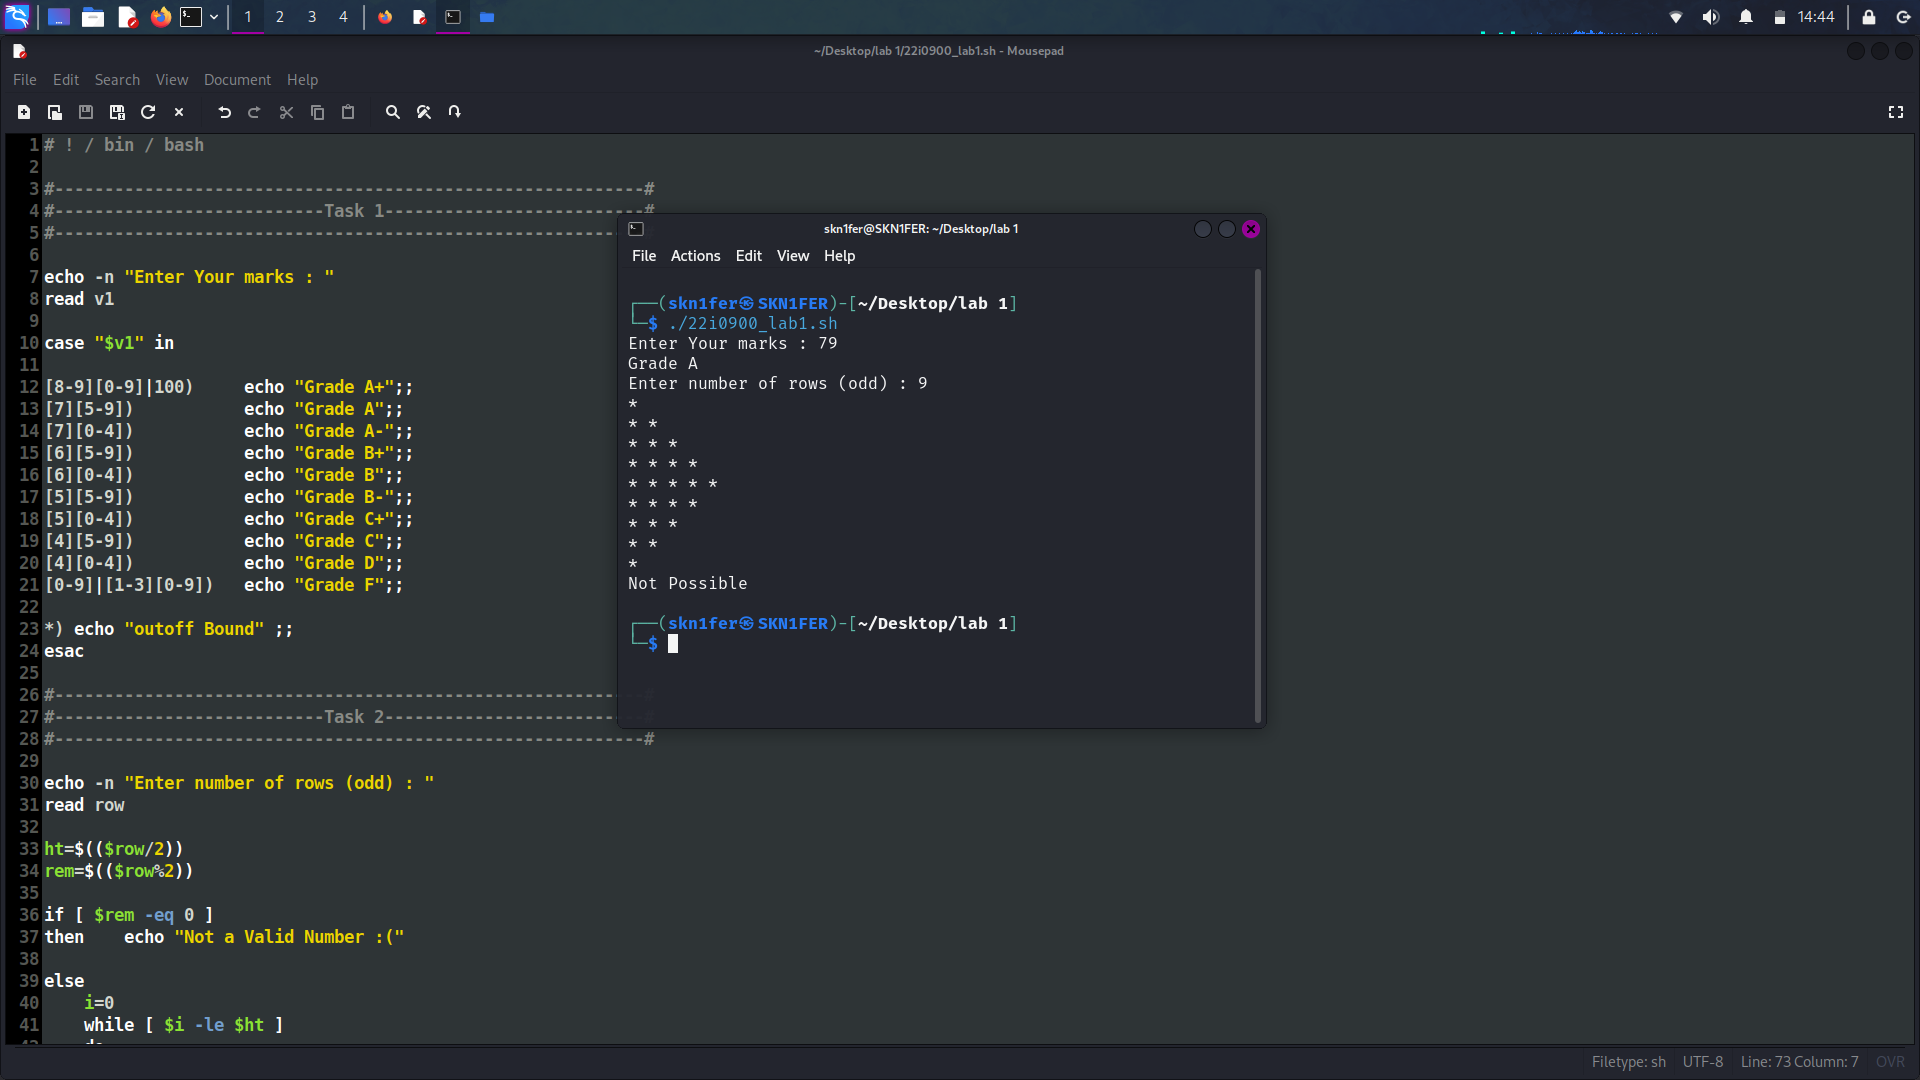 1 2 3 4 14:44
~/Desktop/lab 1/22i0900_lab1.sh - Mousepad
File Edit Search View Document Help
1 # ! / bin / bash
2
3 #-----------------------------------------------------------#
4 #---------------------------Task 1--------------------------#
5 #---------------------------------------------------------
6
7 echo -n "Enter Your marks : "
8 read v1
9
10 case "$v1" in
11
12 [8-9][0-9]|100)     echo "Grade A+";;
13 [7][5-9])           echo "Grade A";;
14 [7][0-4])           echo "Grade A-";;
15 [6][5-9])           echo "Grade B+";;
16 [6][0-4])           echo "Grade B";;
17 [5][5-9])           echo "Grade B-";;
18 [5][0-4])           echo "Grade C+";;
19 [4][5-9])           echo "Grade C";;
20 [4][0-4])           echo "Grade D";;
21 [0-9]|[1-3][0-9])   echo "Grade F";;
22
23 *) echo "outoff Bound" ;;
24 esac
25
26 #-----------------------------------------------------------#
27 #---------------------------Task 2--------------------------#
28 #-----------------------------------------------------------#
29
30 echo -n "Enter number of rows (odd) : "
31 read row
32
33 ht=$(($row/2))
34 rem=$(($row%2))
35
36 if [ $rem -eq 0 ]
37 then    echo "Not a Valid Number :("
38
39 else
40     i=0
41     while [ $i -le $ht ]
skn1fer@SKN1FER: ~/Desktop/lab 1
File Actions Edit View Help
┌──(skn1fer㉿SKN1FER)-[~/Desktop/lab 1]
└─$ ./22i0900_lab1.sh
Enter Your marks : 79
Grade A
Enter number of rows (odd) : 9
*
* *
* * *
* * * *
* * * * *
* * * *
* * *
* *
*
Not Possible
┌──(skn1fer㉿SKN1FER)-[~/Desktop/lab 1]
└─$
Filetype: sh UTF-8 Line: 73 Column: 7 OVR